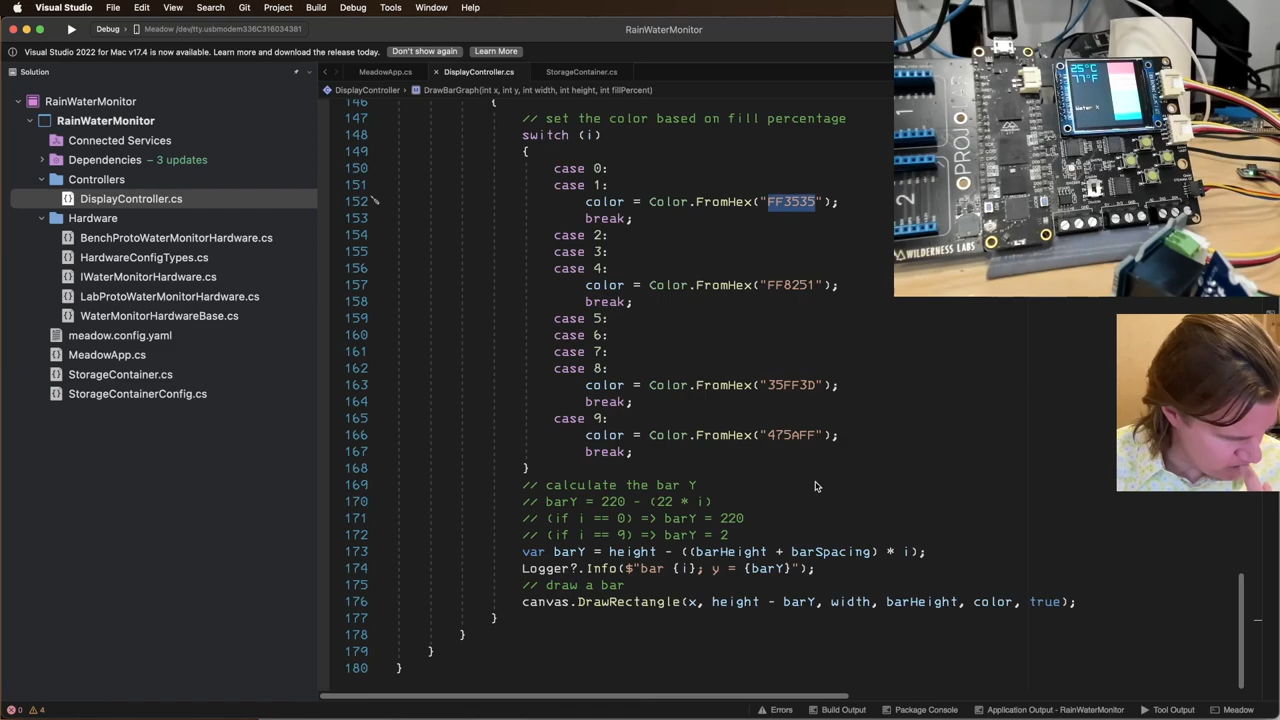 Visual Studio File Edit View Search Git Project Build Debug Tools Window Help
Debug Meadow /dev/tty.usbmodem336C316034381 RainWaterMonitor
Visual Studio 2022 for Mac v17.4 is now available. Learn more and download the release today. Don't show again Learn More
Solution
MeadowApp.cs DisplayController.cs StorageContainer.cs
DisplayController DrawBarGraph(int x, int y, int width, int height, int fillPercent)
RainWaterMonitor
RainWaterMonitor
Connected Services
Dependencies – 3 updates
Controllers
DisplayController.cs
Hardware
BenchProtoWaterMonitorHardware.cs
HardwareConfigTypes.cs
IWaterMonitorHardware.cs
LabProtoWaterMonitorHardware.cs
WaterMonitorHardwareBase.cs
meadow.config.yaml
MeadowApp.cs
StorageContainer.cs
StorageContainerConfig.cs
146 {
147 // set the color based on fill percentage
148 switch (i)
149 {
150 case 0:
151 case 1:
152 color = Color.FromHex("FF3535");
153 break;
154 case 2:
155 case 3:
156 case 4:
157 color = Color.FromHex("FF8251");
158 break;
159 case 5:
160 case 6:
161 case 7:
162 case 8:
163 color = Color.FromHex("35FF3D");
164 break;
165 case 9:
166 color = Color.FromHex("475AFF");
167 break;
168 }
169 // calculate the bar Y
170 // barY = 220 - (22 * i)
171 // (if i == 0) => barY = 220
172 // (if i == 9) => barY = 2
173 var barY = height - ((barHeight + barSpacing) * i);
174 Logger?.Info($"bar {i}; y = {barY}");
175 // draw a bar
176 canvas.DrawRectangle(x, height - barY, width, barHeight, color, true);
177 }
178 }
179 }
180 }
0 4 Errors Build Output Package Console Application Output - RainWaterMonitor Tool Output Meadow
25°C
77°F
Water
PROJ LAB
1
2
WILDERNESS LABS